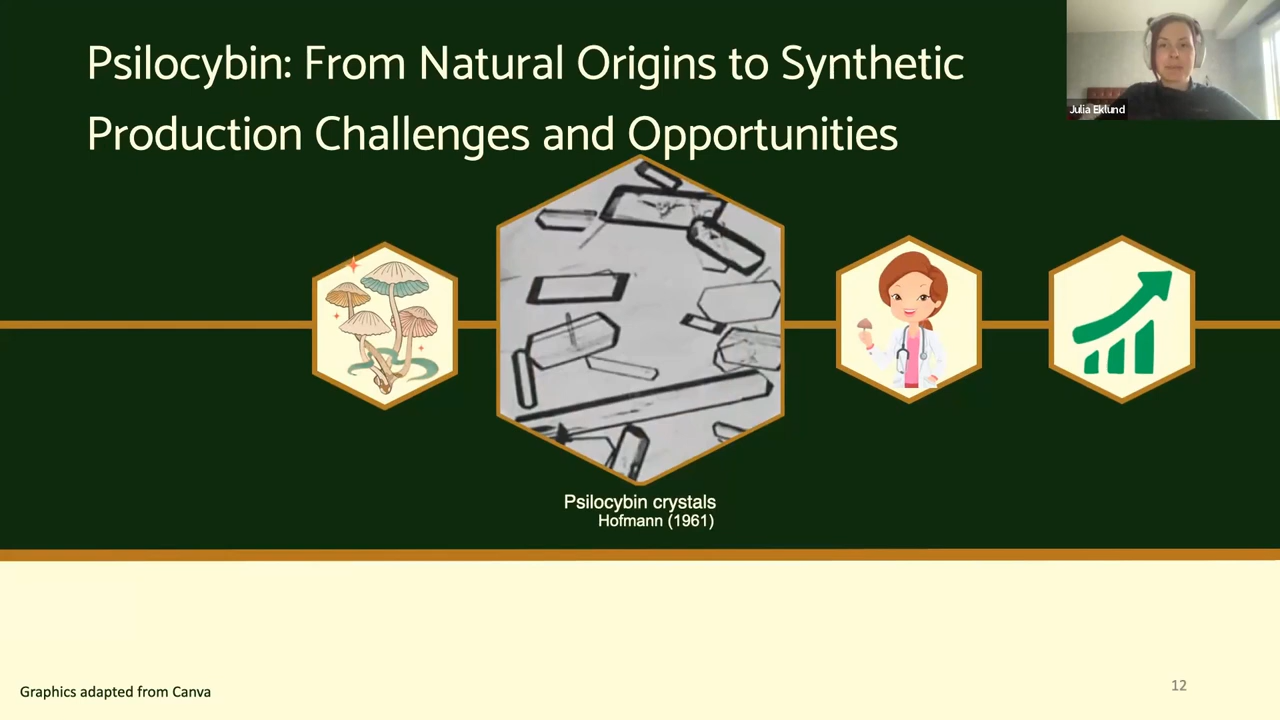 Psilocybin: From Natural Origins to Synthetic
Production Challenges and Opportunities
Julia Eklund
Psilocybin crystals
Hofmann (1961)
Graphics adapted from Canva
12